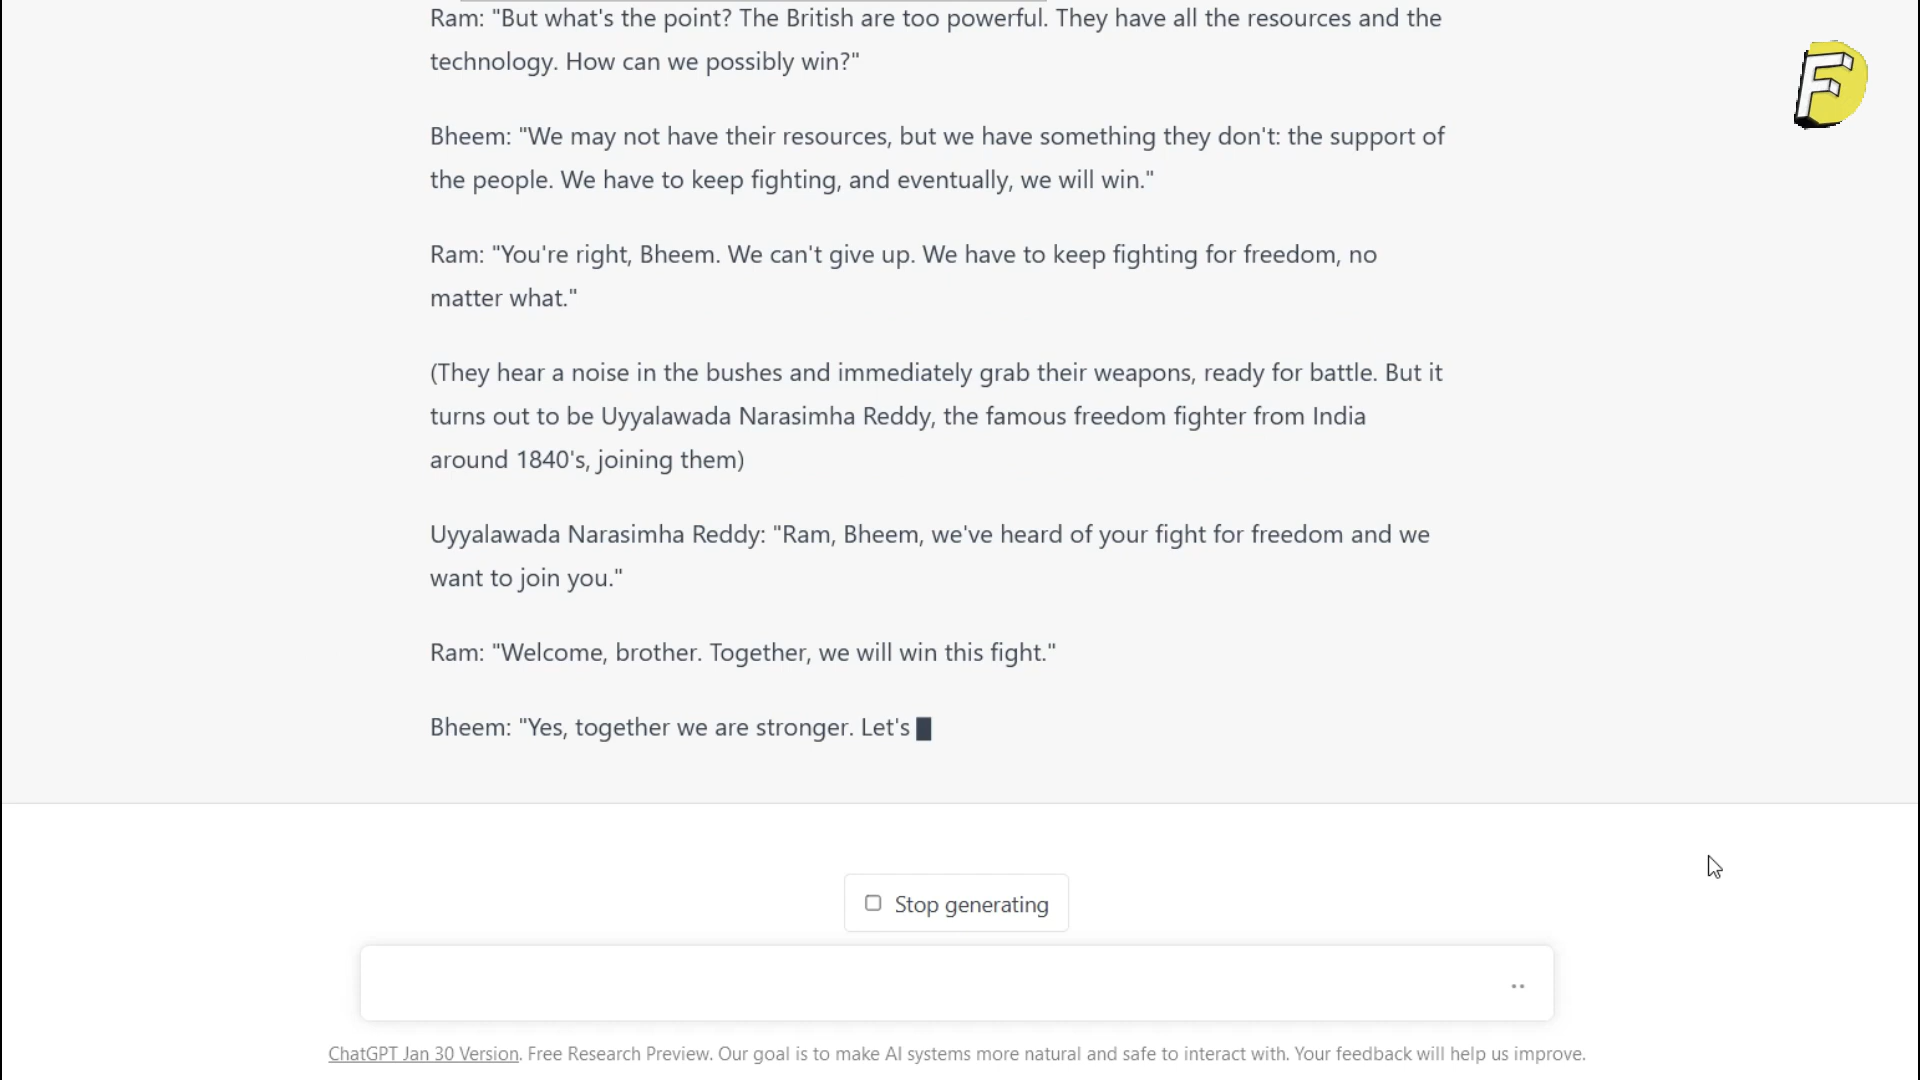 Ram: "But what's the point? The British are too powerful. They have all the resources and the
technology. How can we possibly win?"
Bheem: "We may not have their resources, but we have something they don't: the support of
the people. We have to keep fighting, and eventually, we will win."
Ram: "You're right, Bheem. We can't give up. We have to keep fighting for freedom, no
matter what."
(They hear a noise in the bushes and immediately grab their weapons, ready for battle. But it
turns out to be Uyyalawada Narasimha Reddy, the famous freedom fighter from India
around 1840's, joining them)
Uyyalawada Narasimha Reddy: "Ram, Bheem, we've heard of your fight for freedom and we
want to join you."
Ram: "Welcome, brother. Together, we will win this fight."
Bheem: "Yes, together we are stronger. Let's
Stop generating
ChatGPT Jan 30 Version. Free Research Preview. Our goal is to make AI systems more natural and safe to interact with. Your feedback will help us improve.
F